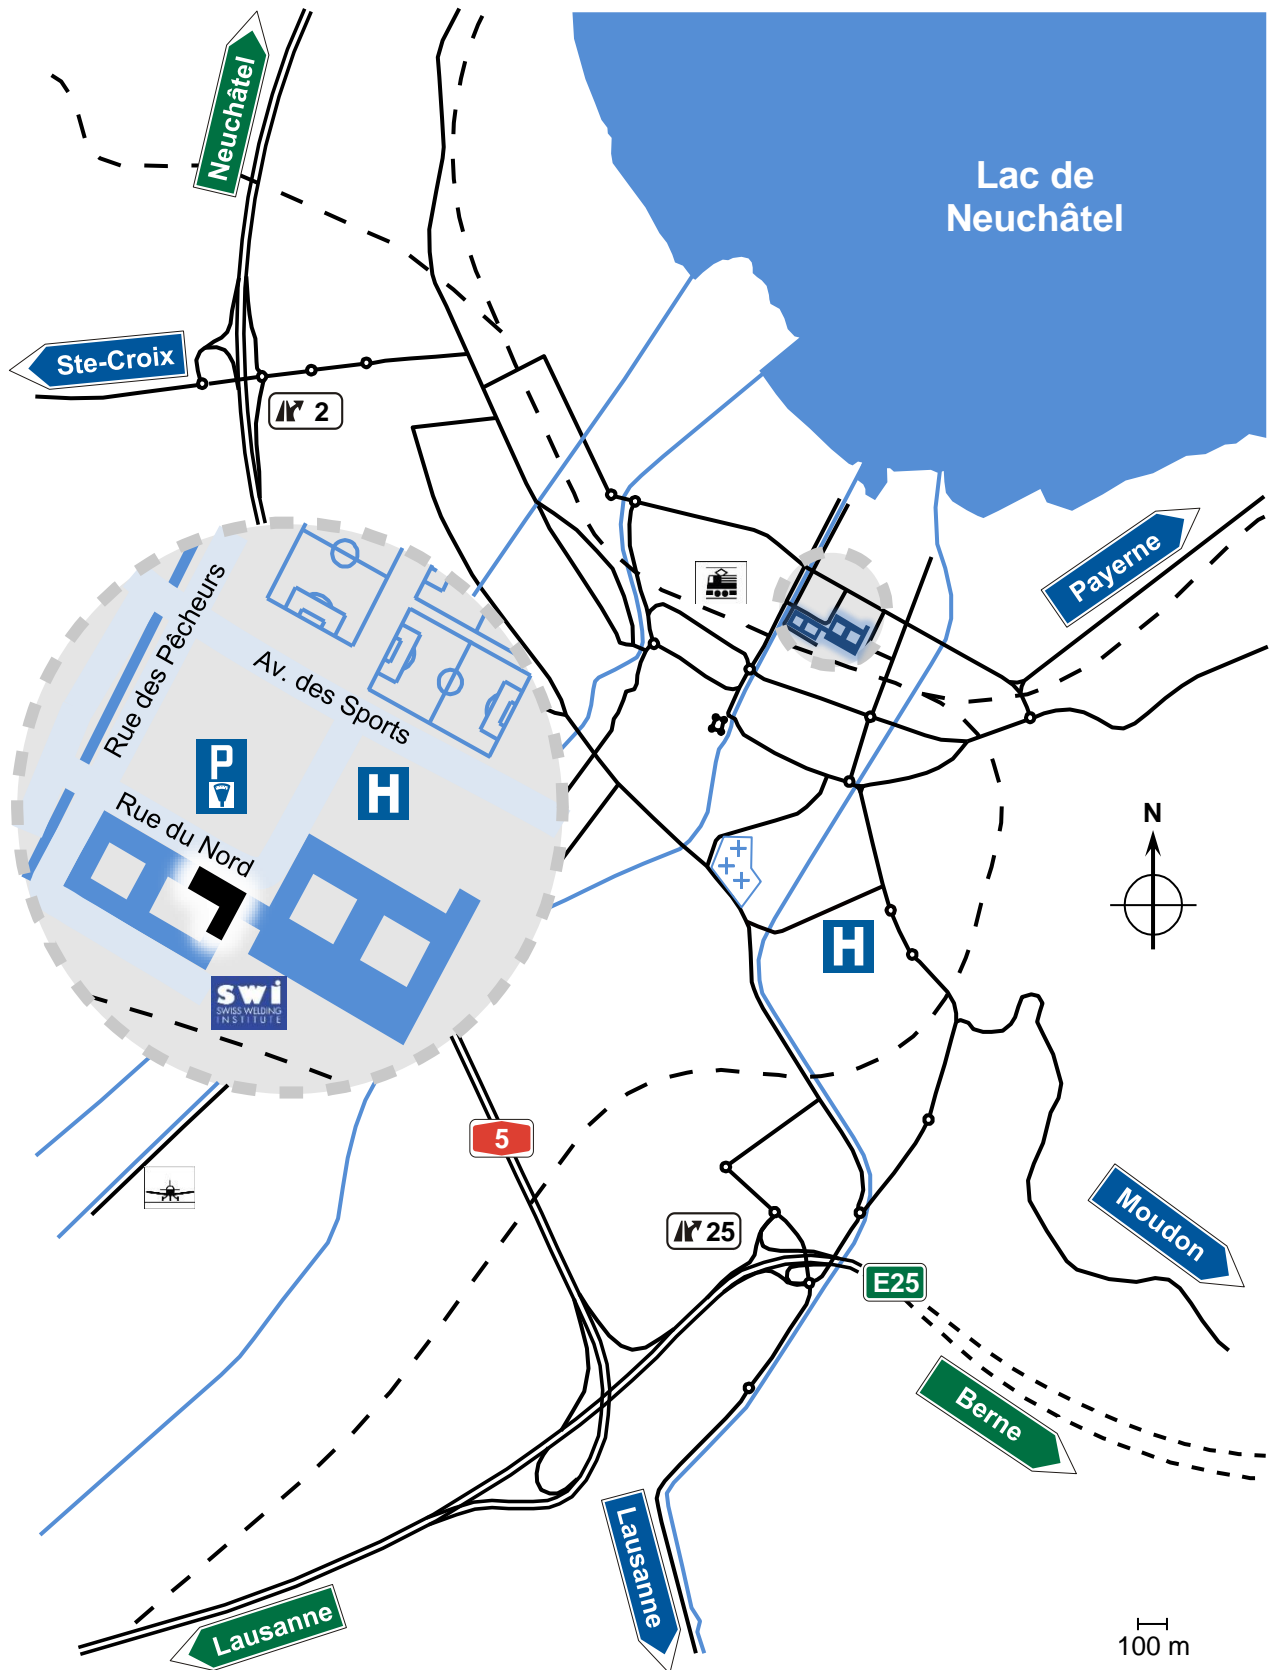 Neuchâtel
Lac de
Neuchâtel
Ste-Croix
2
Payerne
Rue des Pêcheurs
Av. des Sports
P
H
Rue du Nord
N
H
swi
SWISS WELDING
INSTITUTE
5
Moudon
25
E25
Berne
Lausanne
Lausanne
100 m